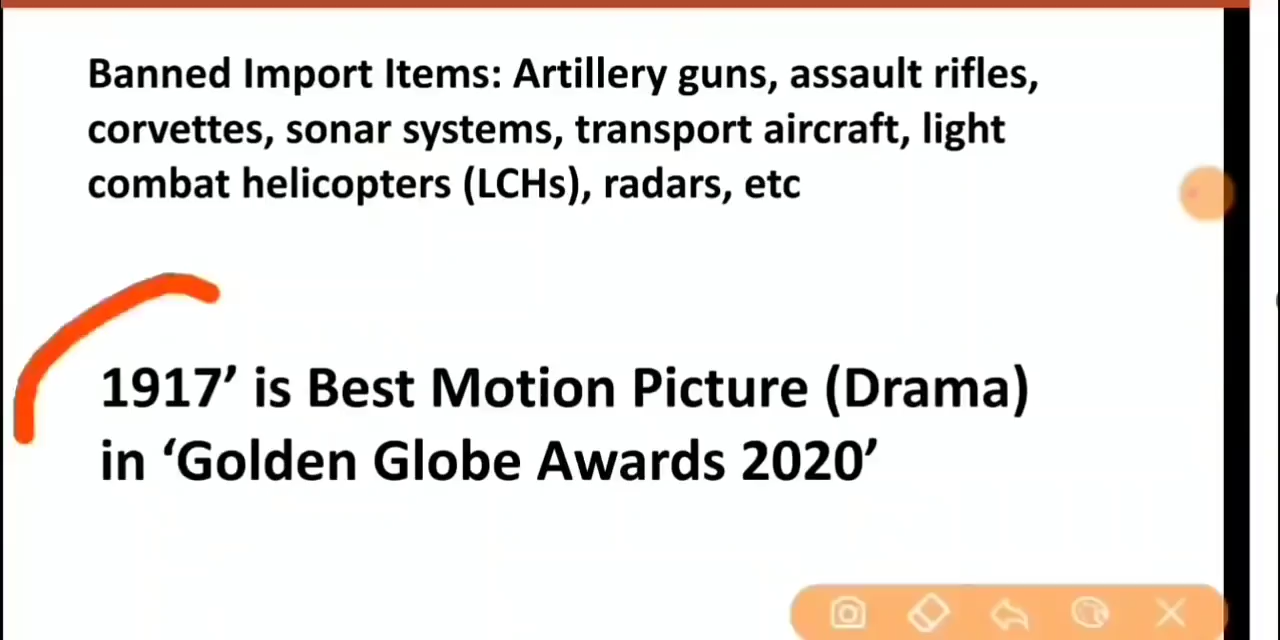 Banned Import Items: Artillery guns, assault rifles,
corvettes, sonar systems, transport aircraft, light
combat helicopters (LCHs), radars, etc
1917’ is Best Motion Picture (Drama)
in ‘Golden Globe Awards 2020’